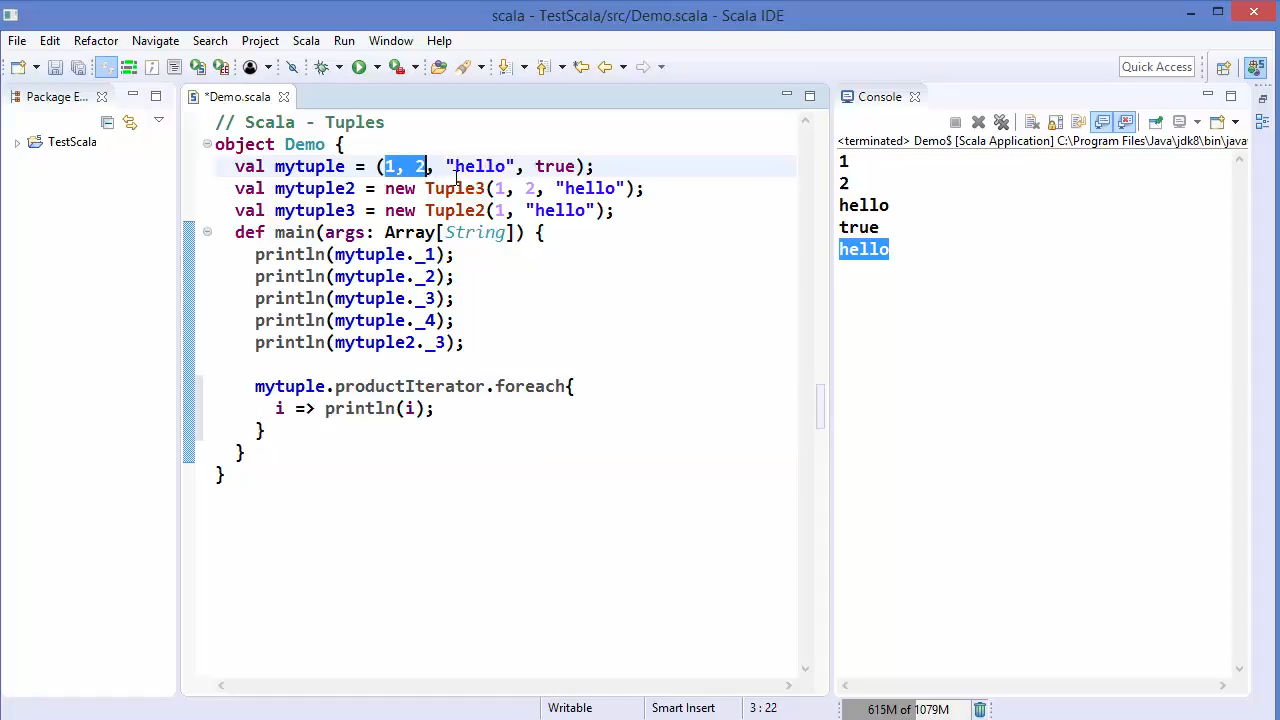 scala - TestScala/src/Demo.scala - Scala IDE
File Edit Refactor Navigate Search Project Scala Run Window Help
Quick Access
Package E...
*Demo.scala
Console
TestScala
// Scala - Tuples
object Demo {
val mytuple = (1, 2, "hello", true);
val mytuple2 = new Tuple3(1, 2, "hello");
val mytuple3 = new Tuple2(1, "hello");
def main(args: Array[String]) {
println(mytuple._1);
println(mytuple._2);
println(mytuple._3);
println(mytuple._4);
println(mytuple2._3);
mytuple.productIterator.foreach{
i => println(i);
}
}
}
<terminated> Demo$ [Scala Application] C:\Program Files\Java\jdk8\bin\java
1
2
hello
true
hello
Writable
Smart Insert
3 : 22
615M of 1079M